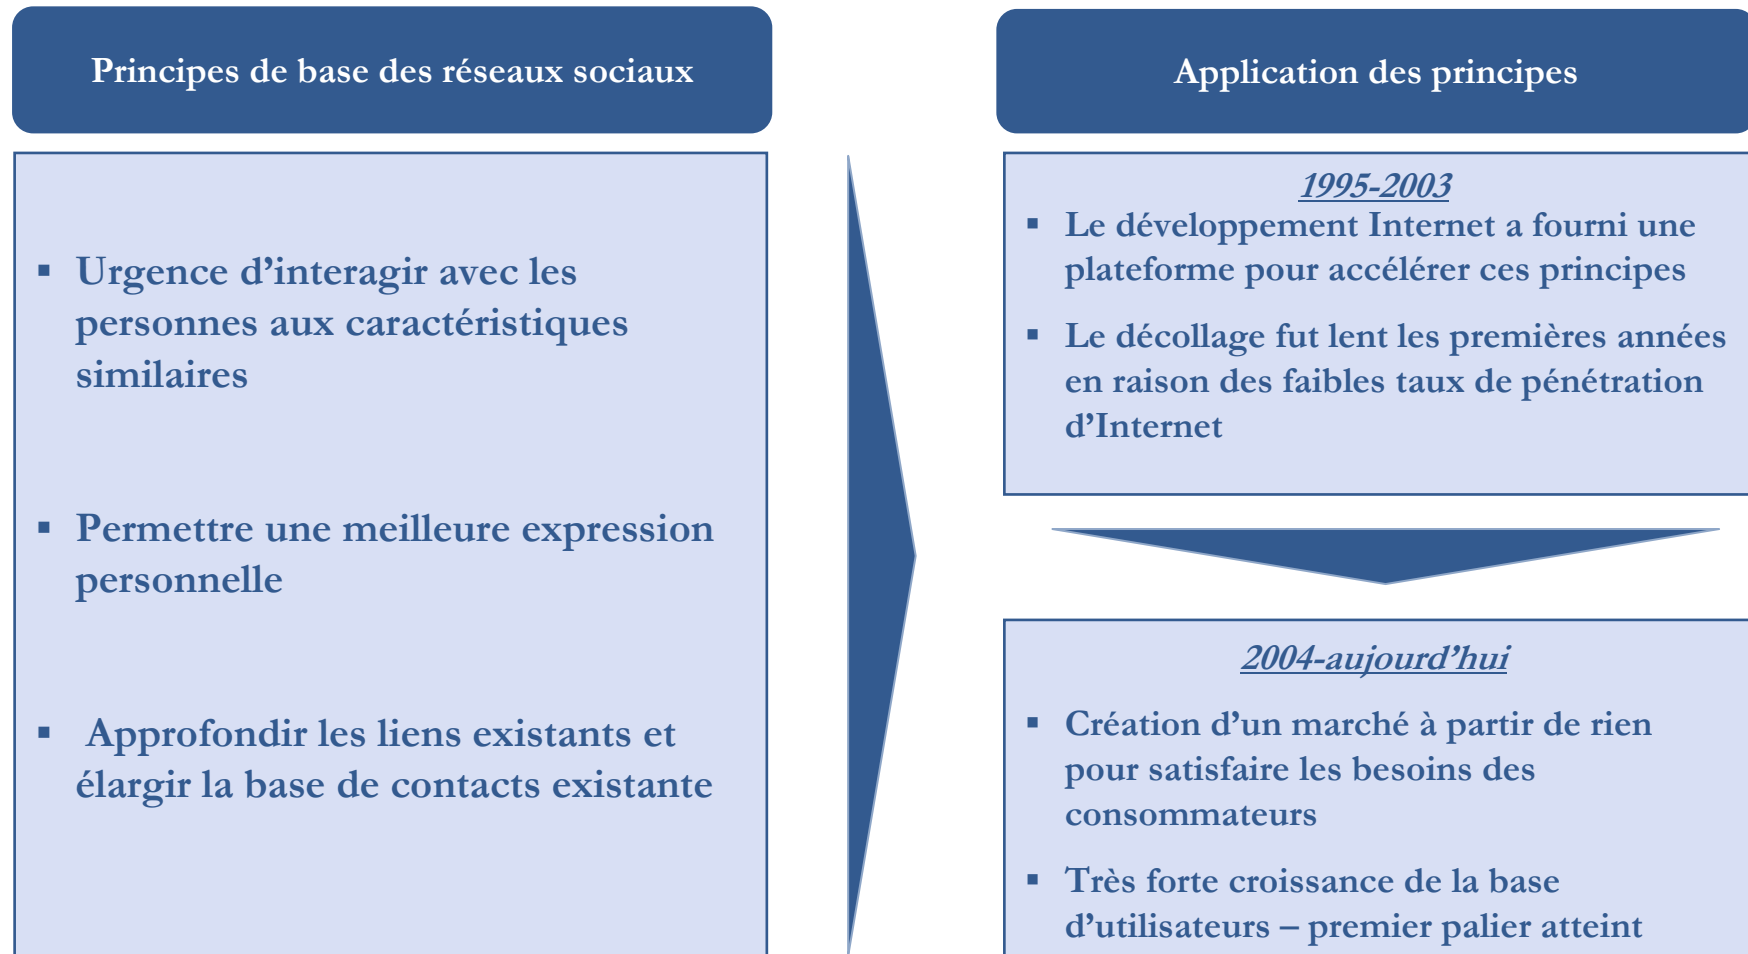 Principes de base des réseaux sociaux
▪ Urgence d’interagir avec les
personnes aux caractéristiques
similaires
▪ Permettre une meilleure expression
personnelle
▪ Approfondir les liens existants et
élargir la base de contacts existante
Application des principes
1995-2003
▪ Le développement Internet a fourni une
plateforme pour accélérer ces principes
▪ Le décollage fut lent les premières années
en raison des faibles taux de pénétration
d’Internet
2004-aujourd’hui
▪ Création d’un marché à partir de rien
pour satisfaire les besoins des
consommateurs
▪ Très forte croissance de la base
d’utilisateurs – premier palier atteint